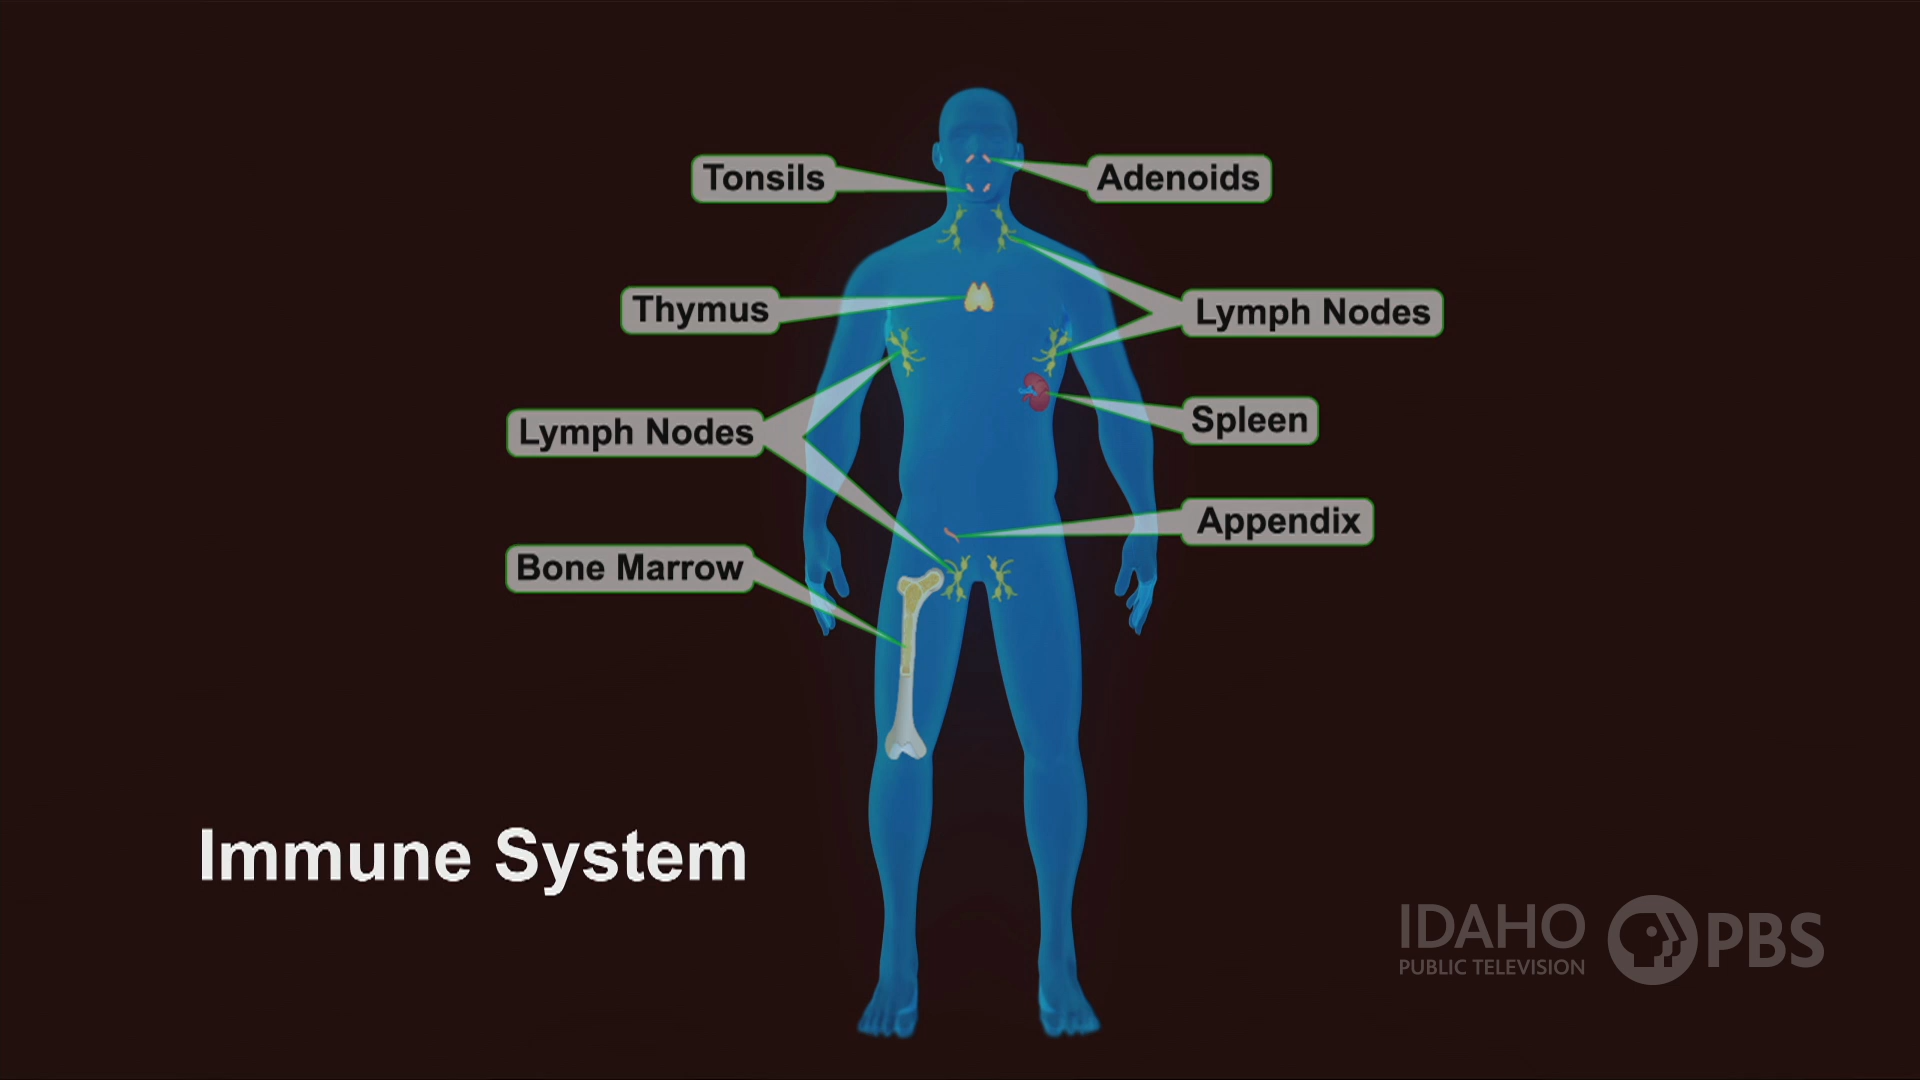 Tonsils
Adenoids
Thymus
Lymph Nodes
Lymph Nodes
Spleen
Appendix
Bone Marrow
Immune System
IDAHO
PUBLIC TELEVISION
PBS